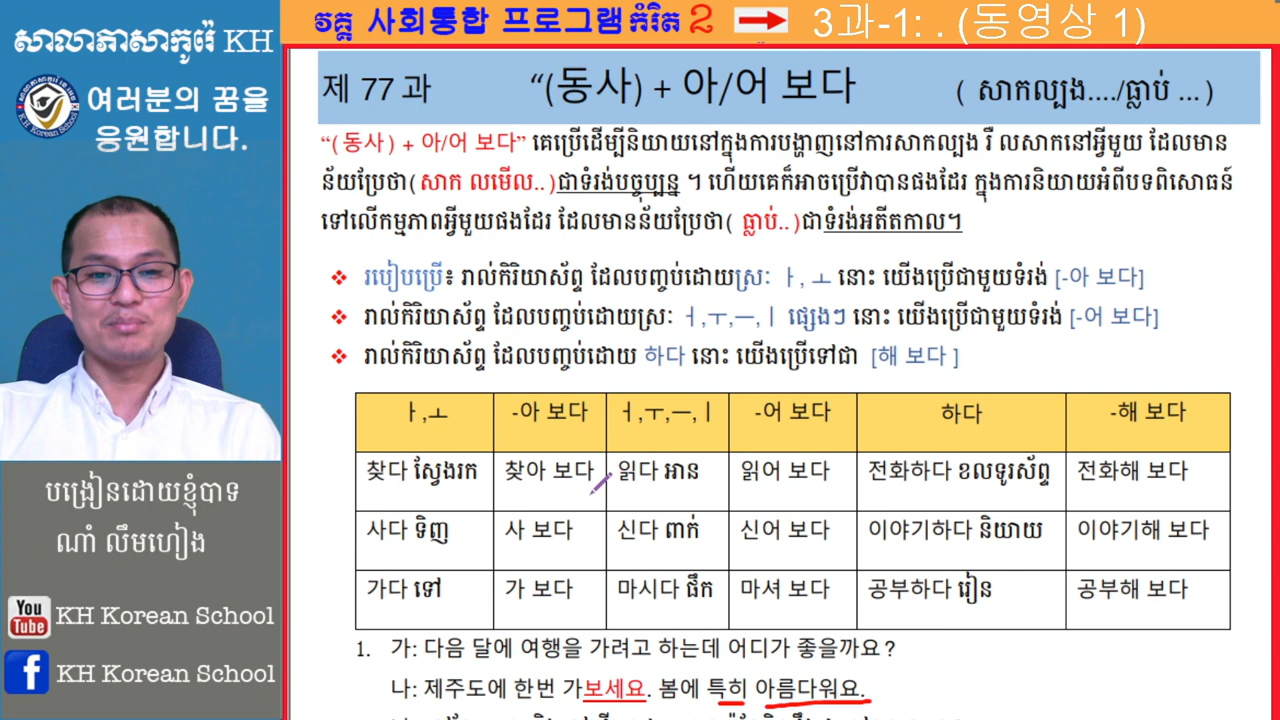 វគ្គ 사회통합 프로그램 កំរិត 2 3과-1: . (동영상 1)
សាលាភាសាកូរ៉េ KH
여러분의 꿈을
응원합니다.
제 77 과 “(동사) + 아/어 보다 ( សាកល្បង..../ធ្លាប់ ... )
“(동사) + 아/어 보다” គេប្រើដើម្បីនិយាយនៅក្នុងការបង្ហាញនៅការសាកល្បង រឺ លសាកនៅអ្វីមួយ ដែលមាន
ន័យប្រែថា(សាក លមើល..)ជាទំរង់បច្ចុប្បន្ន ។ ហើយគេក៏អាចប្រើវាបានផងដែរ ក្នុងការនិយាយអំពីបទពិសោធន៍
ទៅលើកម្មភាពអ្វីមួយផងដែរ ដែលមានន័យប្រែថា( ធ្លាប់..)ជាទំរង់អតីតកាល។
❖ របៀបប្រើ៖ រាល់កិរិយាស័ព្ទ ដែលបញ្ចប់ដោយស្រៈ ㅏ,ㅗ នោះ យើងប្រើជាមួយទំរង់ [-아 보다]
❖ រាល់កិរិយាស័ព្ទ ដែលបញ្ចប់ដោយស្រៈ ㅓ,ㅜ,ㅡ,ㅣ ផ្សេងៗ នោះ យើងប្រើជាមួយទំរង់ [-어 보다]
❖ រាល់កិរិយាស័ព្ទ ដែលបញ្ចប់ដោយ 하다 នោះ យើងប្រើទៅជា [해 보다 ]
ㅏ,ㅗ -아 보다 ㅓ,ㅜ,ㅡ,ㅣ -어 보다 하다 -해 보다
찾다 ស្វែងរក 찾아 보다 읽다 អាន 읽어 보다 전화하다 ខលទូរស័ព្ទ 전화해 보다
사다 ទិញ 사 보다 신다 ពាក់ 신어 보다 이야기하다 និយាយ 이야기해 보다
가다 ទៅ 가 보다 마시다 ផឹក 마셔 보다 공부하다 រៀន 공부해 보다
1. 가: 다음 달에 여행을 가려고 하는데 어디가 좋을까요?
나: 제주도에 한번 가보세요. 봄에 특히 아름다워요.
បង្រៀនដោយខ្ញុំបាទ
ណាំ លឹមហៀង
You Tube KH Korean School
f KH Korean School